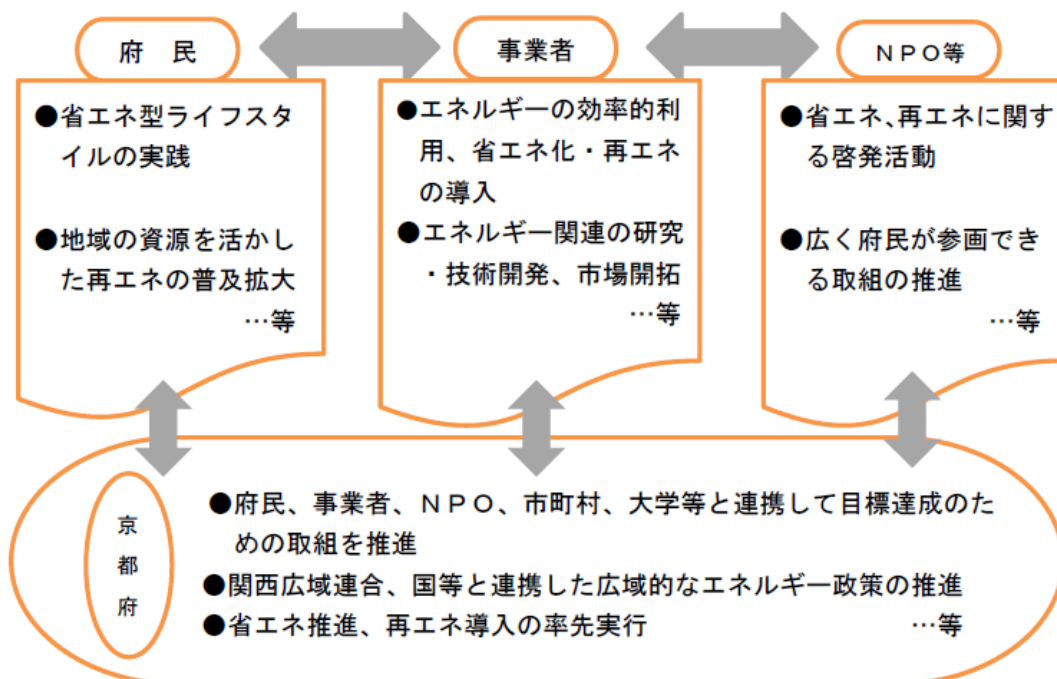 府 民
事業者
NPO等
●省エネ型ライフスタ
イルの実践
●地域の資源を活かし
た再エネの普及拡大
…等
●エネルギーの効率的利
用、省エネ化・再エネ
の導入
●エネルギー関連の研究
・技術開発、市場開拓
…等
●省エネ、再エネに関す
る啓発活動
●広く府民が参画でき
る取組の推進
…等
京都府
●府民、事業者、NPO、市町村、大学等と連携して目標達成のた
めの取組を推進
●関西広域連合、国等と連携した広域的なエネルギー政策の推進
●省エネ推進、再エネ導入の率先実行 …等